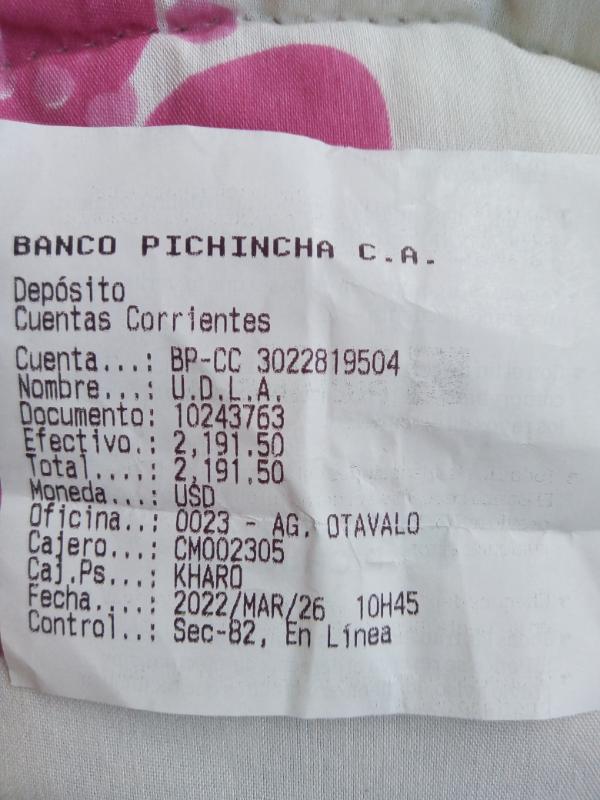 BANCO PICHINCHA C.A.
Depósito
Cuentas Corrientes
Cuenta...: BP-CC 3022819504
Nombre...: U.D.L.A.
Documento: 10243763
Efectivo.: 2,191.50
Total....: 2,191.50
Moneda...: USD
Oficina..: 0023 - AG. OTAVALO
Cajero...: CM002305
Caj.Ps...: KHARO
Fecha....: 2022/MAR/26 10H45
Control..: Sec-82, En Línea